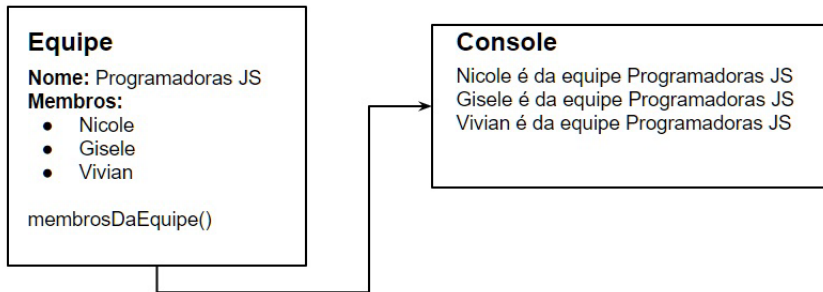 Equipe
Nome: Programadoras JS
Membros:
● Nicole
● Gisele
● Vivian
membrosDaEquipe()
Console
Nicole é da equipe Programadoras JS
Gisele é da equipe Programadoras JS
Vivian é da equipe Programadoras JS